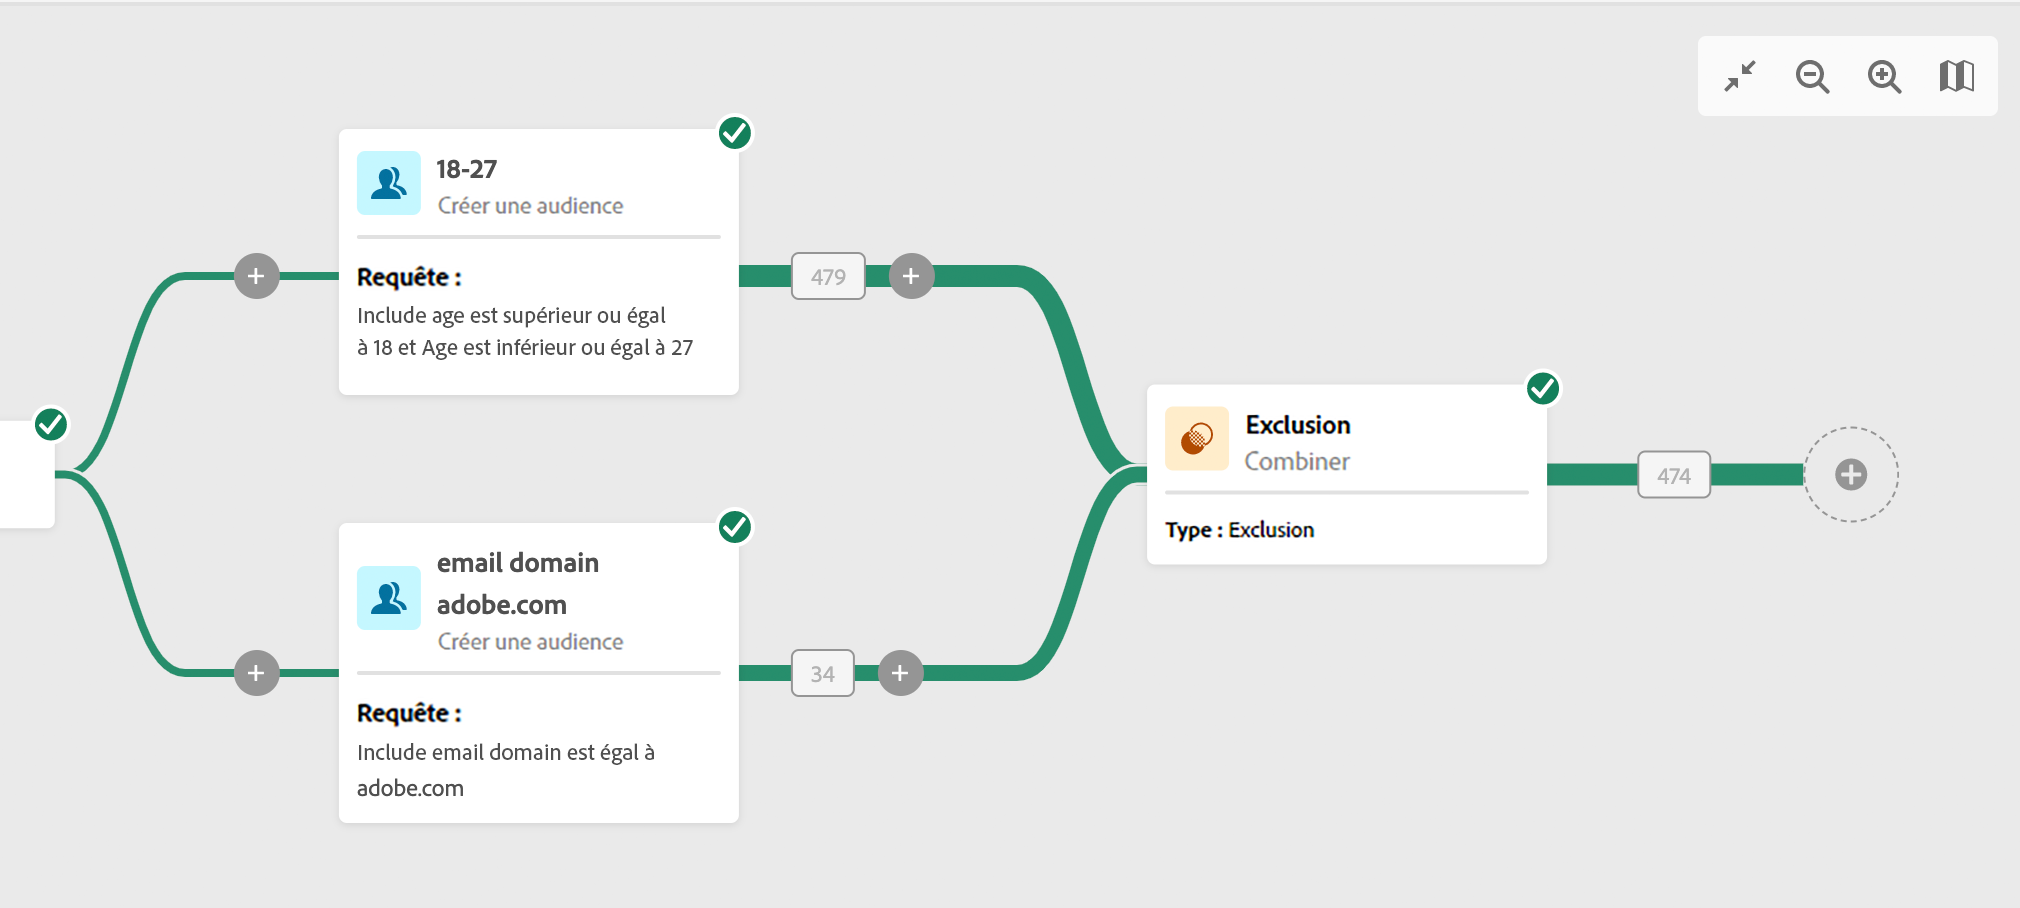 18-27
Créer une audience
Requête :
Include age est supérieur ou égal
à 18 et Age est inférieur ou égal à 27
479
email domain
adobe.com
Créer une audience
Requête :
Include email domain est égal à
adobe.com
34
Exclusion
Combiner
Type : Exclusion
474